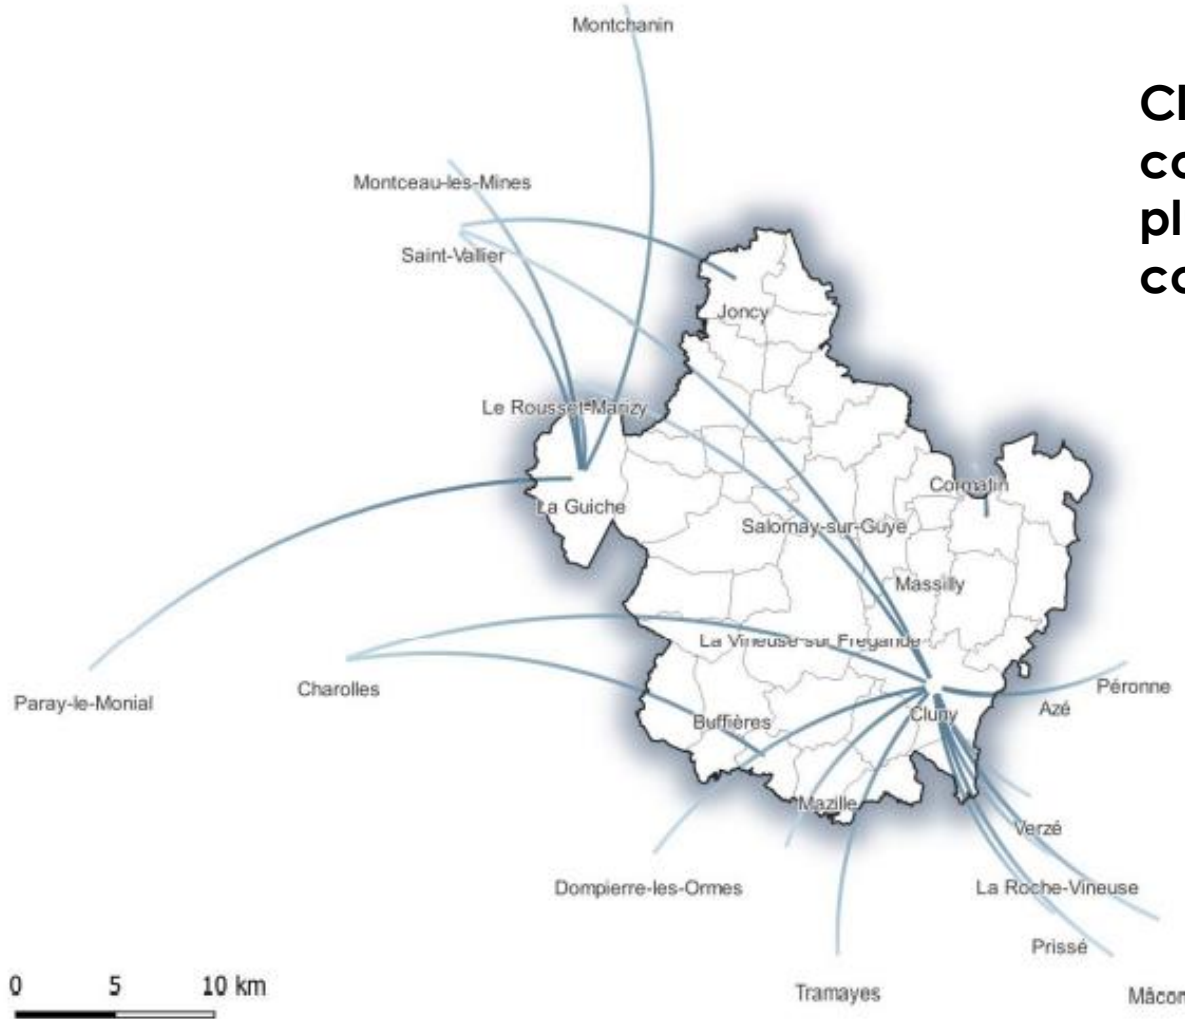 Montchanin
Montceau-les-Mines
Saint-Vallier
Joncy
Le Rousset-Marizy
Cormatin
La Guiche
Salornay-sur-Guye
Massilly
La Vineuse sur Fregande
Péronne
Charolles
Paray-le-Monial
Azé
Cluny
Buffières
Mazille
Verzé
Dompierre-les-Ormes
La Roche-Vineuse
Prissé
0 5 10 km
Tramayes
Mâcon